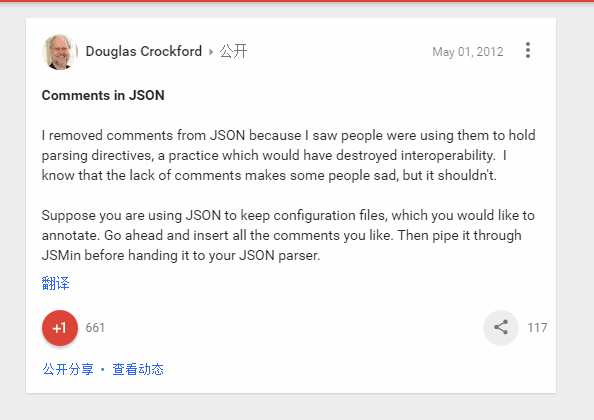 Douglas Crockford ▸ 公开
May 01, 2012
Comments in JSON
I removed comments from JSON because I saw people were using them to hold
parsing directives, a practice which would have destroyed interoperability.  I
know that the lack of comments makes some people sad, but it shouldn't.
Suppose you are using JSON to keep configuration files, which you would like to
annotate. Go ahead and insert all the comments you like. Then pipe it through
JSMin before handing it to your JSON parser.
翻译
+1 661
117
公开分享 • 查看动态